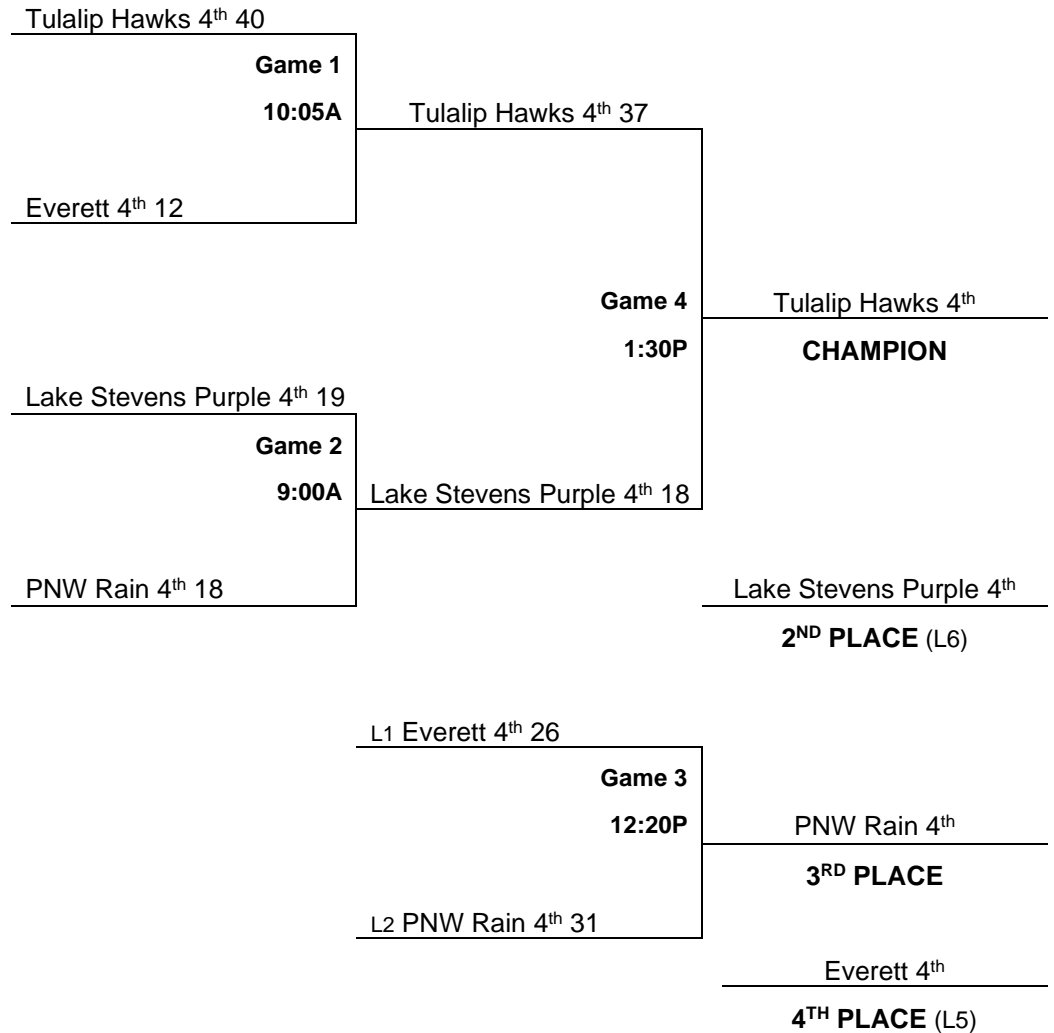 Tulalip Hawks 4th 40
Game 1
10:05A
Tulalip Hawks 4th 37
Everett 4th 12
Game 4
Tulalip Hawks 4th
1:30P
CHAMPION
Lake Stevens Purple 4th 19
Game 2
9:00A
Lake Stevens Purple 4th 18
PNW Rain 4th 18
Lake Stevens Purple 4th
2ND PLACE (L6)
L1 Everett 4th 26
Game 3
12:20P
PNW Rain 4th
3RD PLACE
L2 PNW Rain 4th 31
Everett 4th
4TH PLACE (L5)